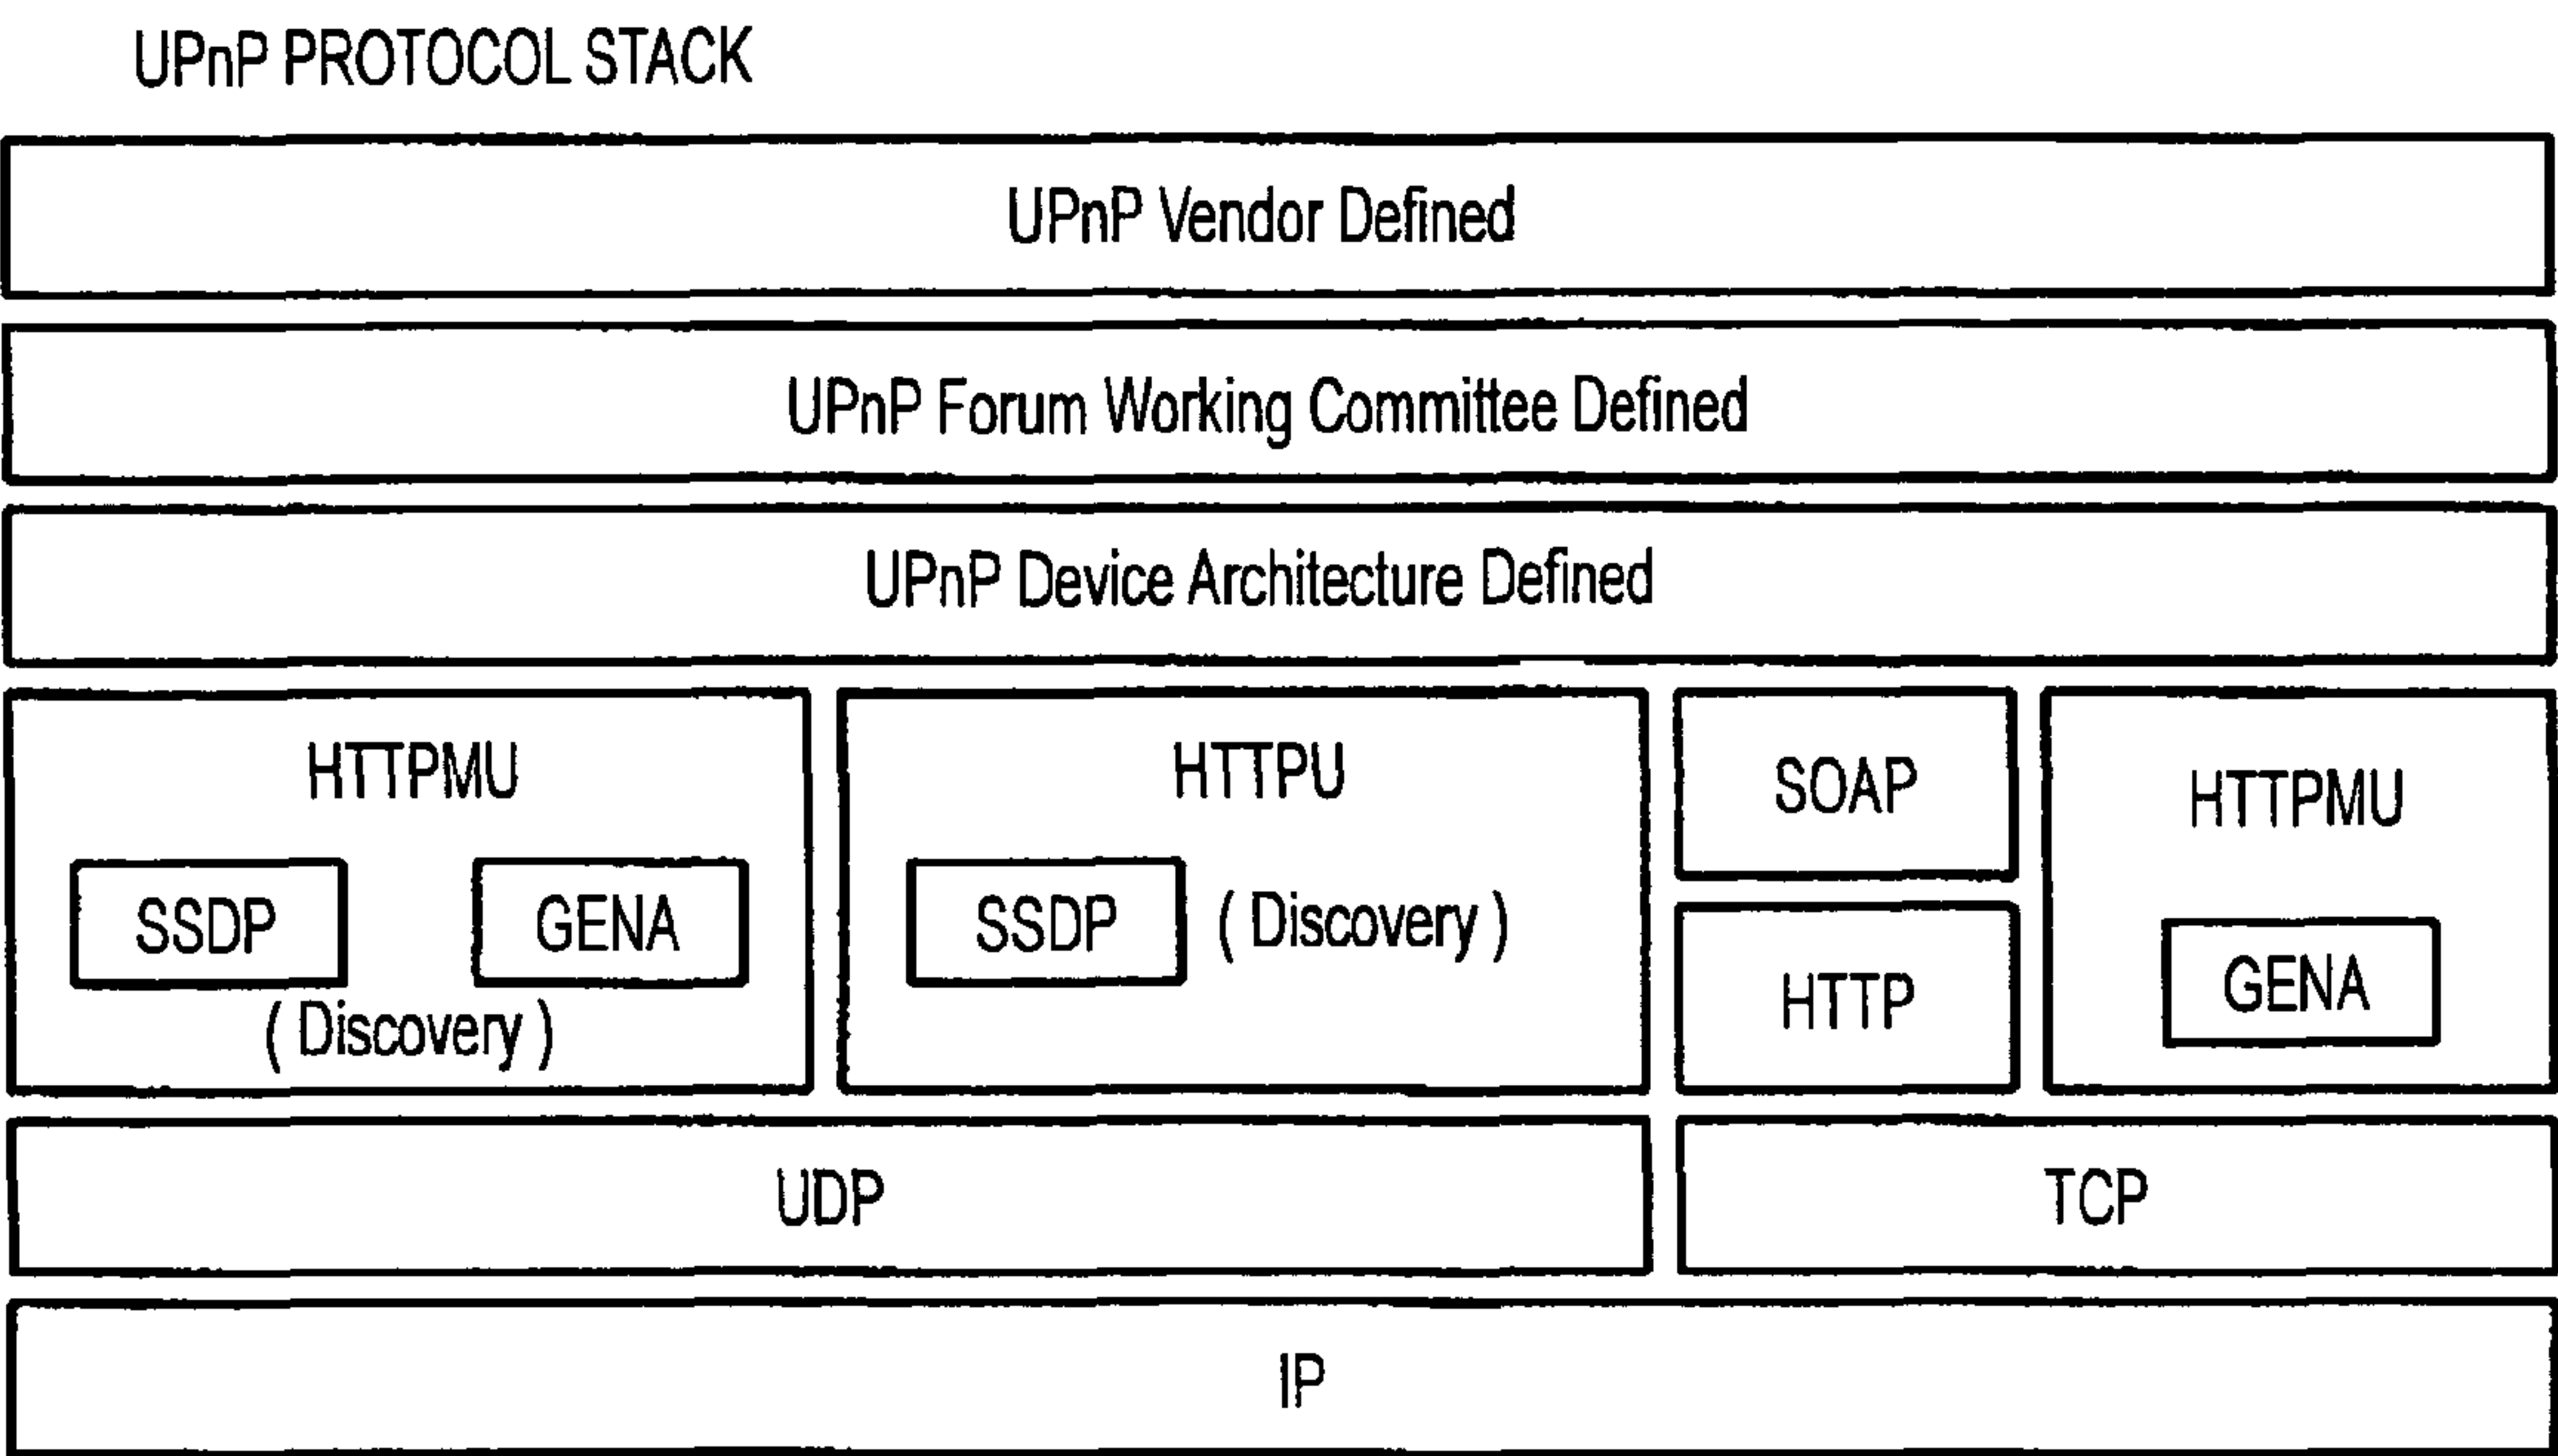 UPnP PROTOCOL STACK
UPnP Vendor Defined
UPnP Forum Working Committee Defined
UPnP Device Architecture Defined
HTTPMU
SSDP
GENA
( Discovery )
HTTPU
SSDP
( Discovery )
SOAP
HTTP
HTTPMU
GENA
UDP
TCP
IP